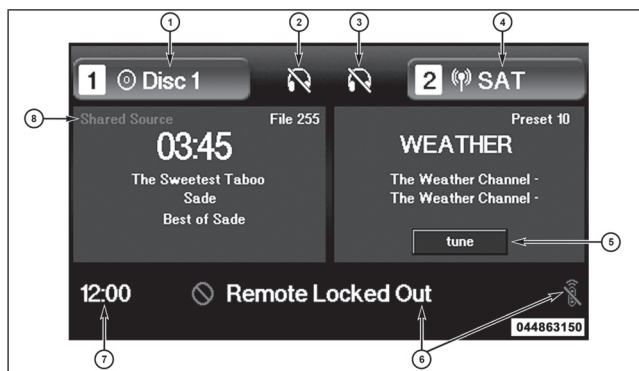 1 2 3 4
1 Disc 1 2 SAT
8 Shared Source File 255 Preset 10
03:45 WEATHER
The Sweetest Taboo The Weather Channel -
Sade The Weather Channel -
Best of Sade
tune 5
12:00 Remote Locked Out
044863150
7 6